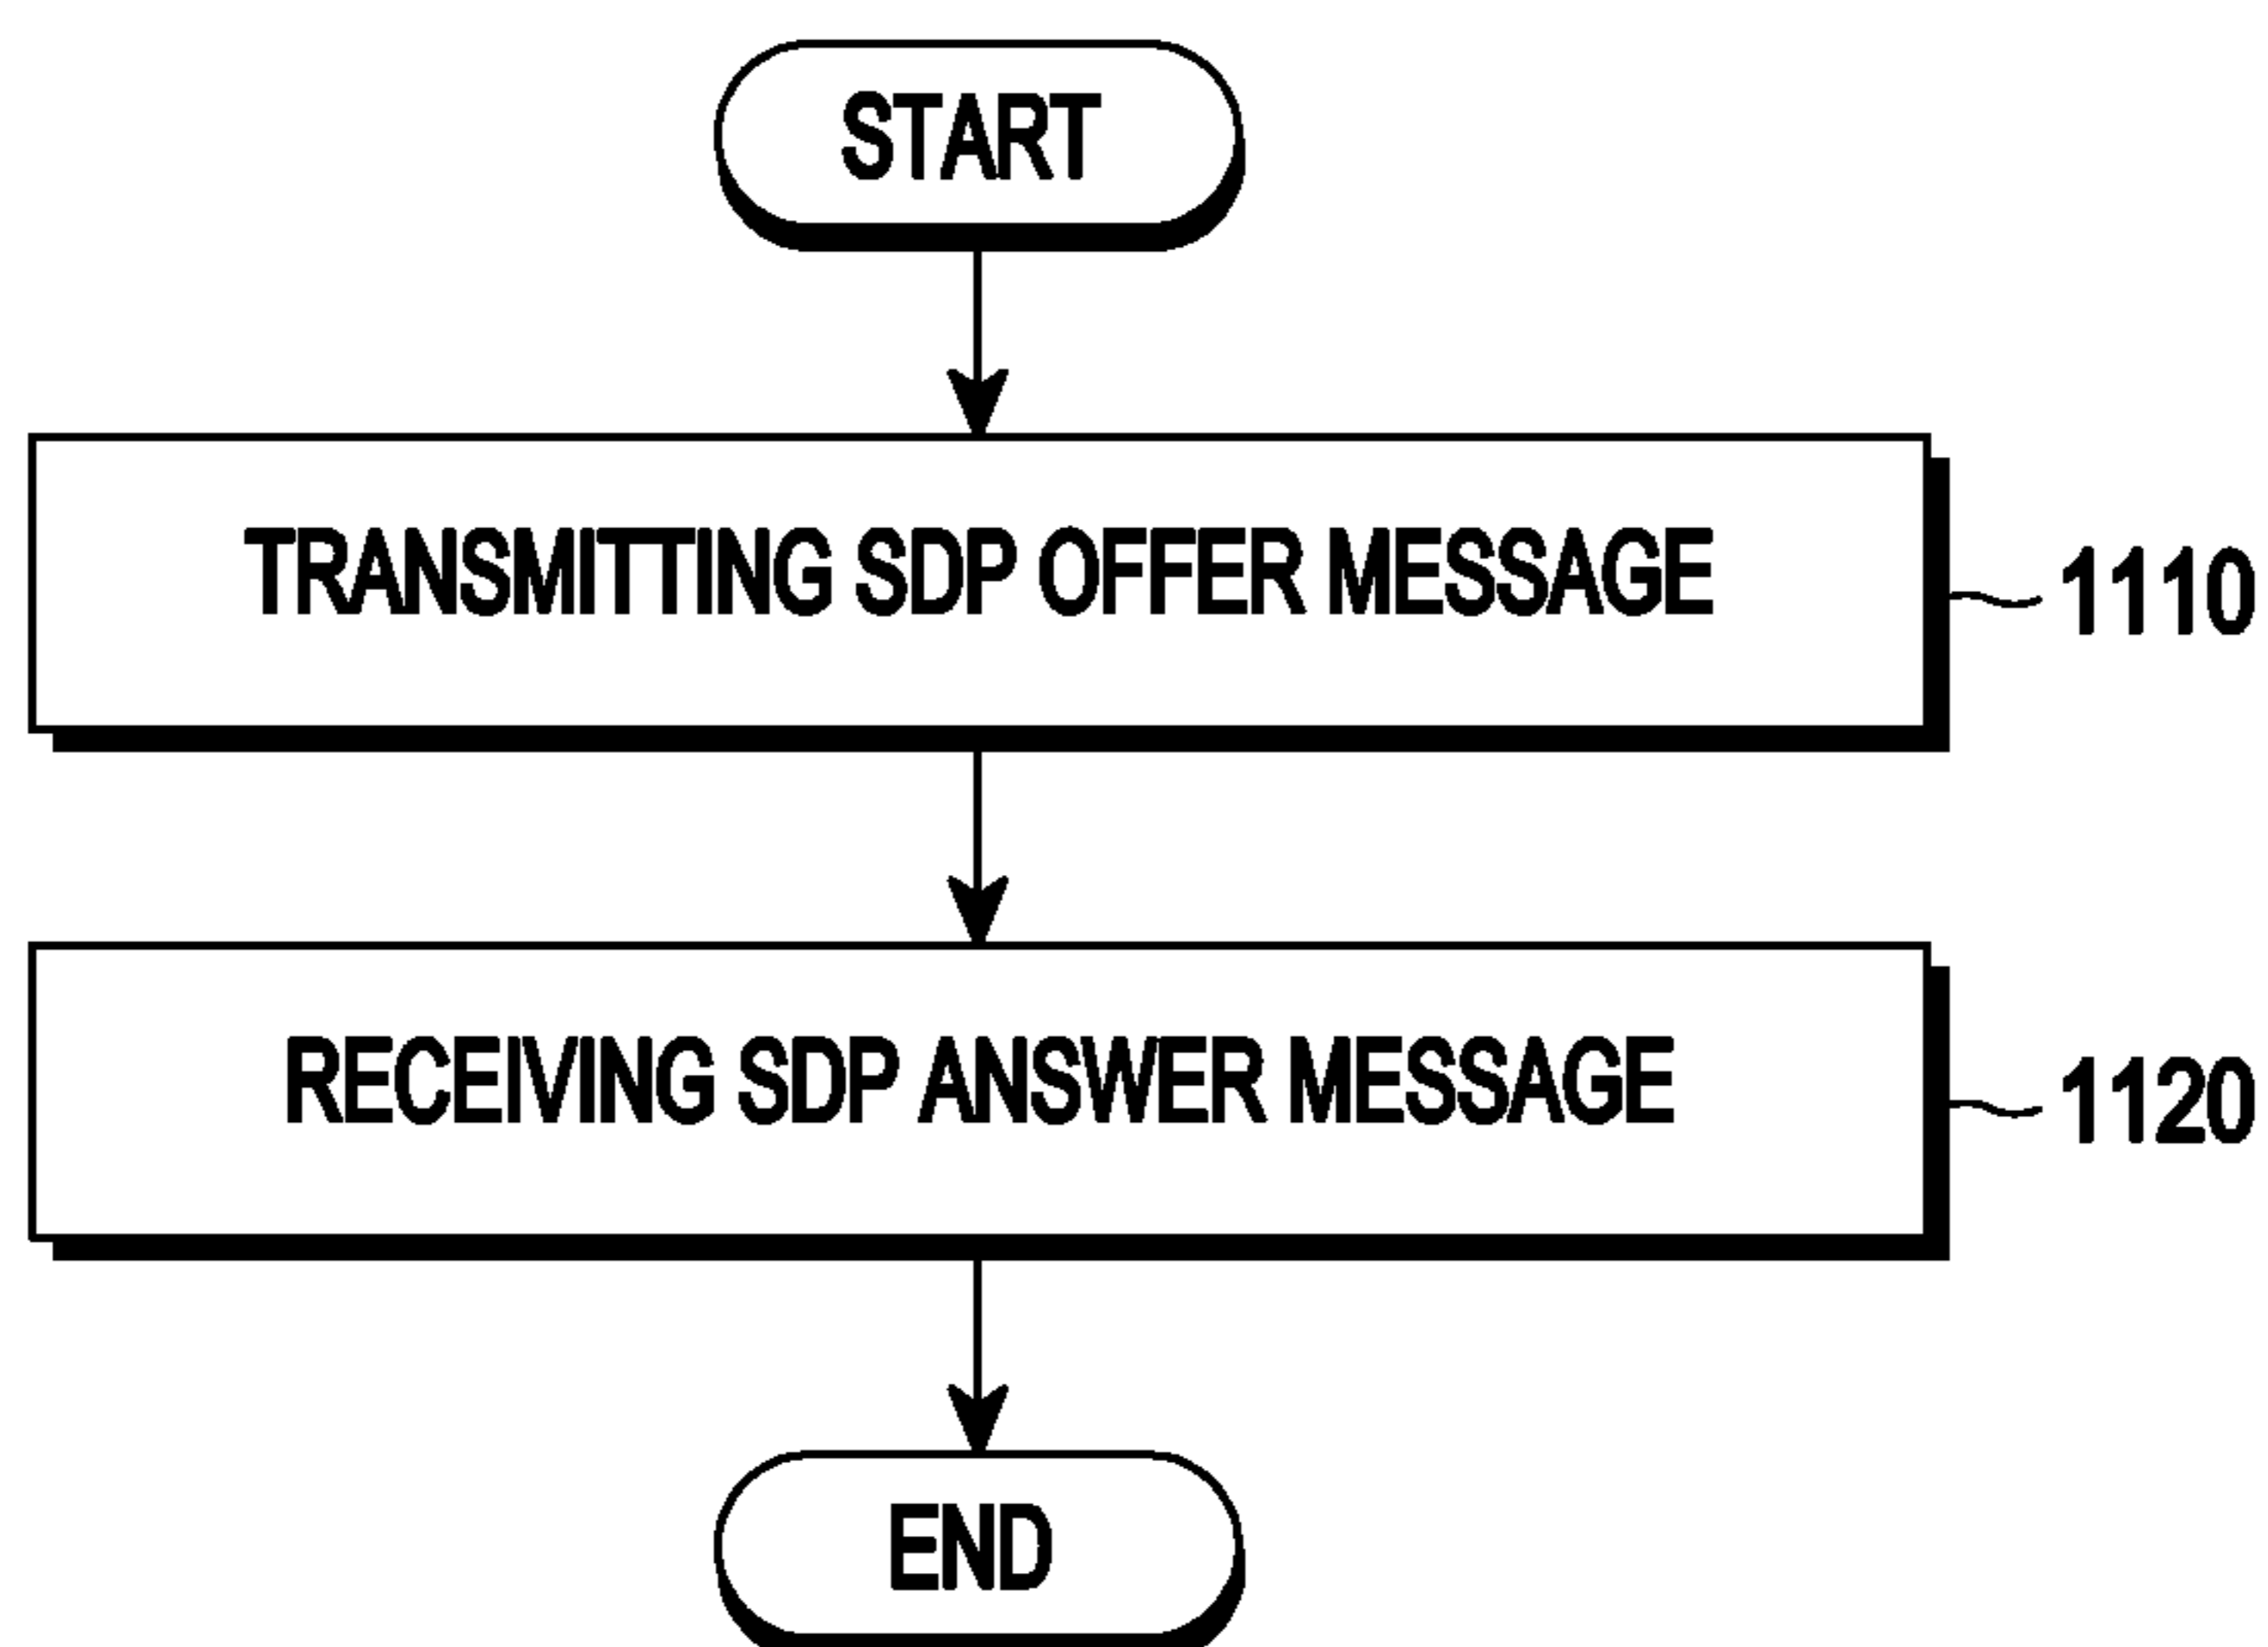 START
TRANSMITTING SDP OFFER MESSAGE
1110
RECEIVING SDP ANSWER MESSAGE
1120
END